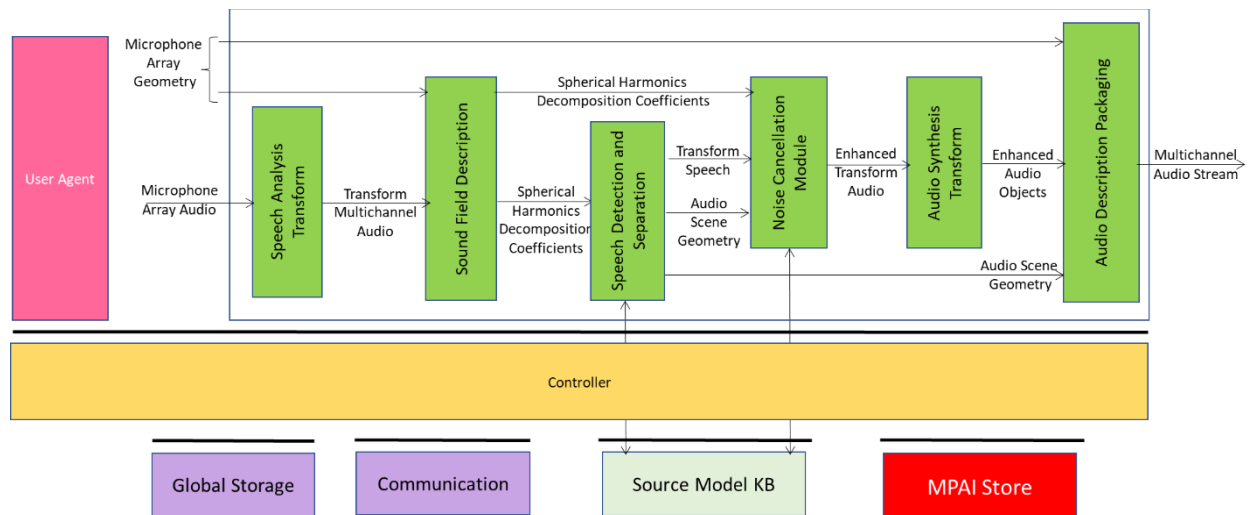 User Agent
Microphone
Array
Geometry
Microphone
Array Audio
Speech Analysis
Transform
Transform
Multichannel
Audio
Sound Field Description
Spherical Harmonics
Decomposition Coefficients
Spherical
Harmonics
Decomposition
Coefficients
Speech Detection and
Separation
Transform
Speech
Audio
Scene
Geometry
Noise Cancellation
Module
Enhanced
Transform
Audio
Audio Synthesis
Transform
Enhanced
Audio
Objects
Audio Scene
Geometry
Audio Description Packaging
Multichannel
Audio Stream
Controller
Global Storage
Communication
Source Model KB
MPAI Store